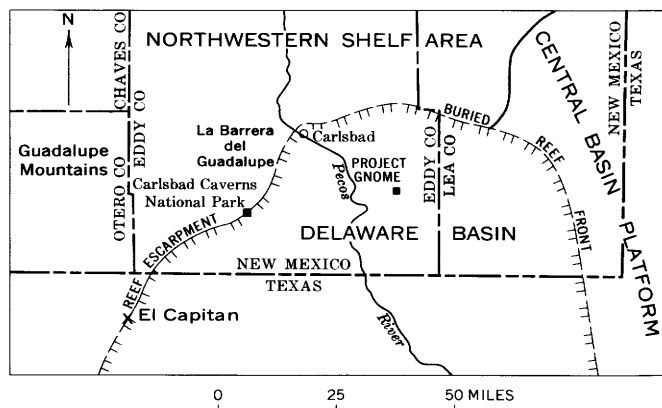 N
CHAVES CO
EDDY CO
OTERO CO
NORTHWESTERN SHELF AREA
CENTRAL BASIN PLATFORM
NEW MEXICO
TEXAS
Guadalupe
Mountains
La Barrera
del
Guadalupe
Carlsbad
BURIED REEF FRONT
Carlsbad Caverns
National Park
PROJECT
GNOME
EDDY CO
LEA CO
Pecos
River
REEF ESCARPMENT
DELAWARE BASIN
NEW MEXICO
TEXAS
El Capitan
0 25 50 MILES